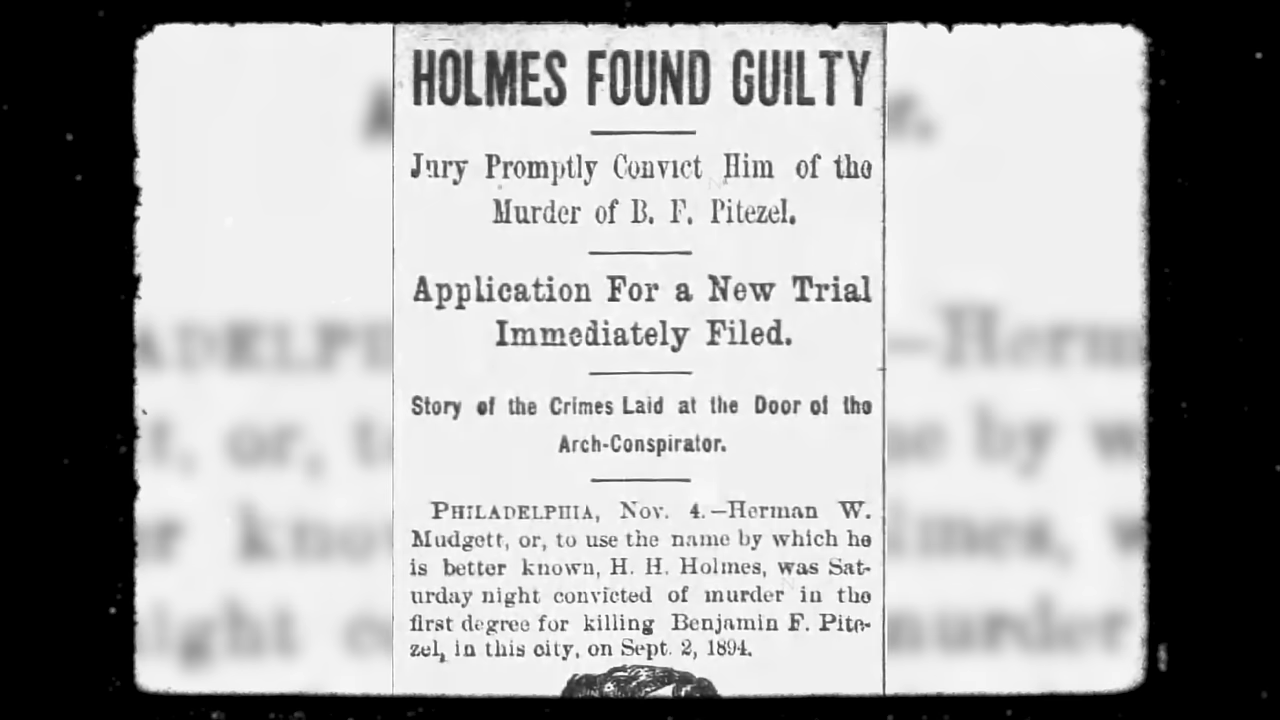 HOLMES FOUND GUILTY
Jury Promptly Convict Him of the
Murder of B. F. Pitezel.
Application For a New Trial
Immediately Filed.
Story of the Crimes Laid at the Door of the
Arch-Conspirator.
PHILADELPHIA, Nov. 4.—Herman W.
Mudgett, or, to use the name by which he
is better known, H. H. Holmes, was Sat-
urday night convicted of murder in the
first degree for killing Benjamin F. Pite-
zel, in this city, on Sept. 2, 1894.